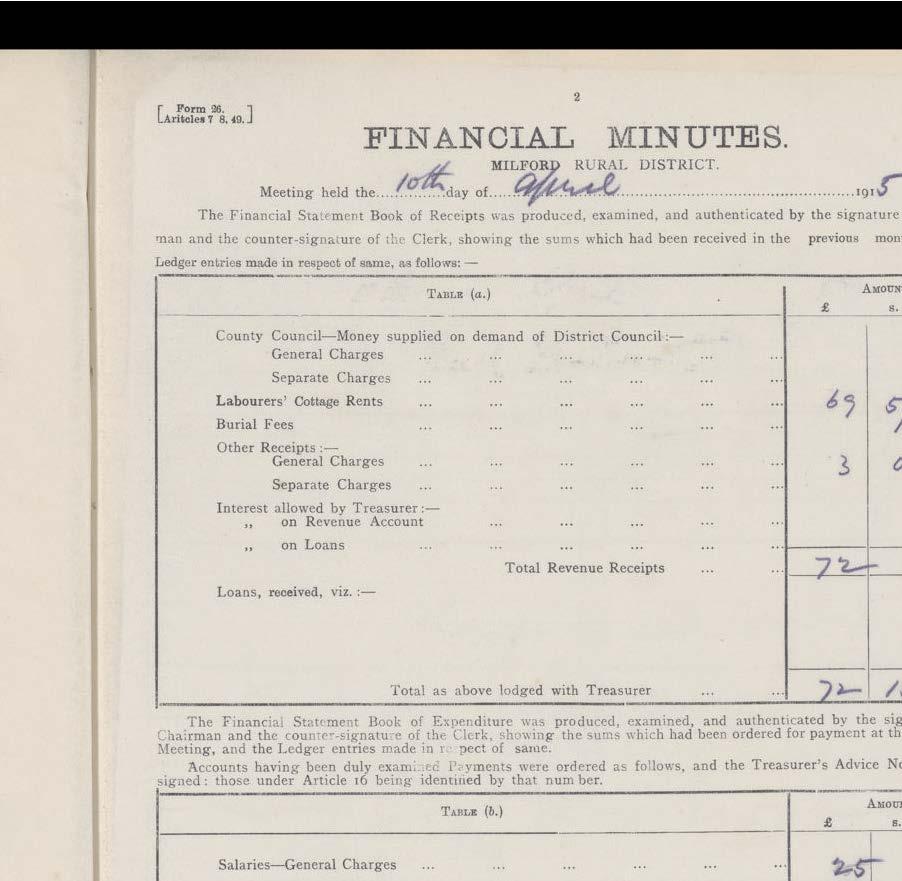 2
[Form 26.
Aritcles 7 8, 49.]
FINANCIAL MINUTES.
MILFORD RURAL DISTRICT.
Meeting held the 10th day of April 1915
The Financial Statement Book of Receipts was produced, examined, and authenticated by the signature
man and the counter-signature of the Clerk, showing the sums which had been received in the previous mon
Ledger entries made in respect of same, as follows: —
TABLE (a.) AMOUN
£ s.
County Council—Money supplied on demand of District Council:—
General Charges ... ... ... ... ... ...
Separate Charges ... ... ... ... ... ...
Labourers' Cottage Rents ... ... ... ... ... ... 69 5
Burial Fees ... ... ... ... ... ...
Other Receipts :—
General Charges ... ... ... ... ... ... 3
Separate Charges ... ... ... ... ... ...
Interest allowed by Treasurer :—
,, on Revenue Account ... ... ... ... ...
,, on Loans ... ... ... ... ... ...
Total Revenue Receipts ... ... 72
Loans, received, viz. :—
Total as above lodged with Treasurer ... ... 72 1
The Financial Statement Book of Expenditure was produced, examined, and authenticated by the sig
Chairman and the counter-signature of the Clerk, showing the sums which had been ordered for payment at th
Meeting, and the Ledger entries made in re pect of same.
Accounts having been duly examined Payments were ordered as follows, and the Treasurer's Advice No
signed : those under Article 16 being identified by that number.
TABLE (b.) AMOU
£ s.
Salaries—General Charges ... ... ... ... ... ... 25